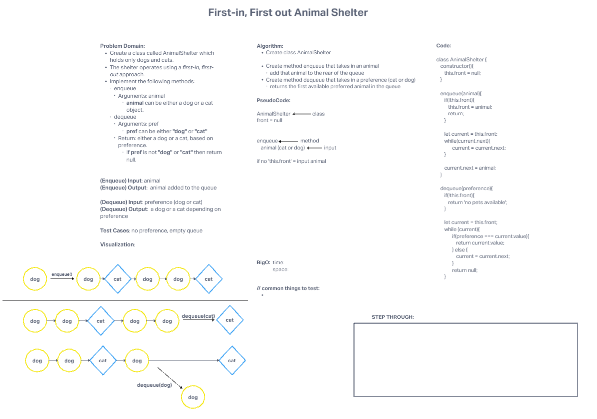 First-in, First out Animal Shelter
Problem Domain:
Create a class called AnimalShelter which
holds only dogs and cats.
The shelter operates using a first-in, first-
out approach.
Implement the following methods
enqueue
Arguments: animal
animal can be either a dog or a cat
object.
dequeue
Arguments: pref
pref can be either "dog" or "cat"
Return: either a dog or a cat, based on
preference.
If pref is not "dog" or "cat" then return
null.
(Enqueue) Input: animal
(Enqueue) Output: animal added to the queue
(Dequeue) Input: preference (dog or cat)
(Dequeue) Output: a dog or a cat depending on
preference
Test Cases: no preference, empty queue
Visualization:
dog
enqueue()
dog
cat
dog
dog
cat
dog
dog
cat
dog
dog
dequeue(cat)
cat
dog
dog
cat
dog
cat
dequeue(dog)
dog
Algorithm:
Create class AnimalShelter
Create method enqueue that takes in an animal
add that animal to the rear of the queue
Create method dequeue that takes in a preference (cat or dog)
returns the first available preferred animal in the queue
PseudoCode:
AnimalShelter class
front = null
enqueue method
animal (cat or dog) input
if no 'this.front' = input animal
BigO: time
space
// common things to test:
Code:
class AnimalShelter {
constructor(){
this.front = null;
}
enqueue(animal){
if(!this.front){
this.front = animal;
return;
}
let current = this.front;
while(current.next){
current = current.next;
}
current.next = animal;
}
dequeue(preference){
if(!this.front){
return 'no pets available';
}
let current = this.front;
while (current){
if(preference === current.value){
return current.value;
} else {
current = current.next;
}
return null;
}
STEP THROUGH: